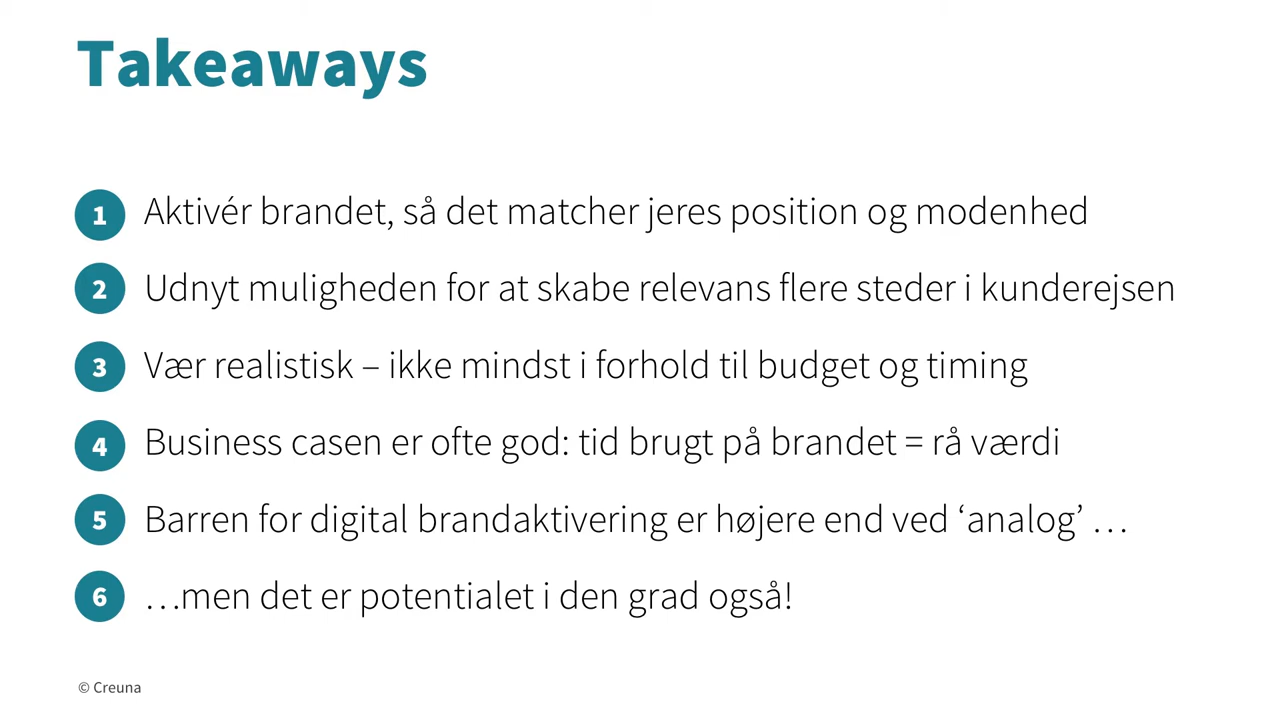 Takeaways
1 Aktivér brandet, så det matcher jeres position og modenhed
2 Udnyt muligheden for at skabe relevans flere steder i kunderejsen
3 Vær realistisk – ikke mindst i forhold til budget og timing
4 Business casen er ofte god: tid brugt på brandet = rå værdi
5 Barren for digital brandaktivering er højere end ved ‘analog’ …
6 …men det er potentialet i den grad også!
© Creuna